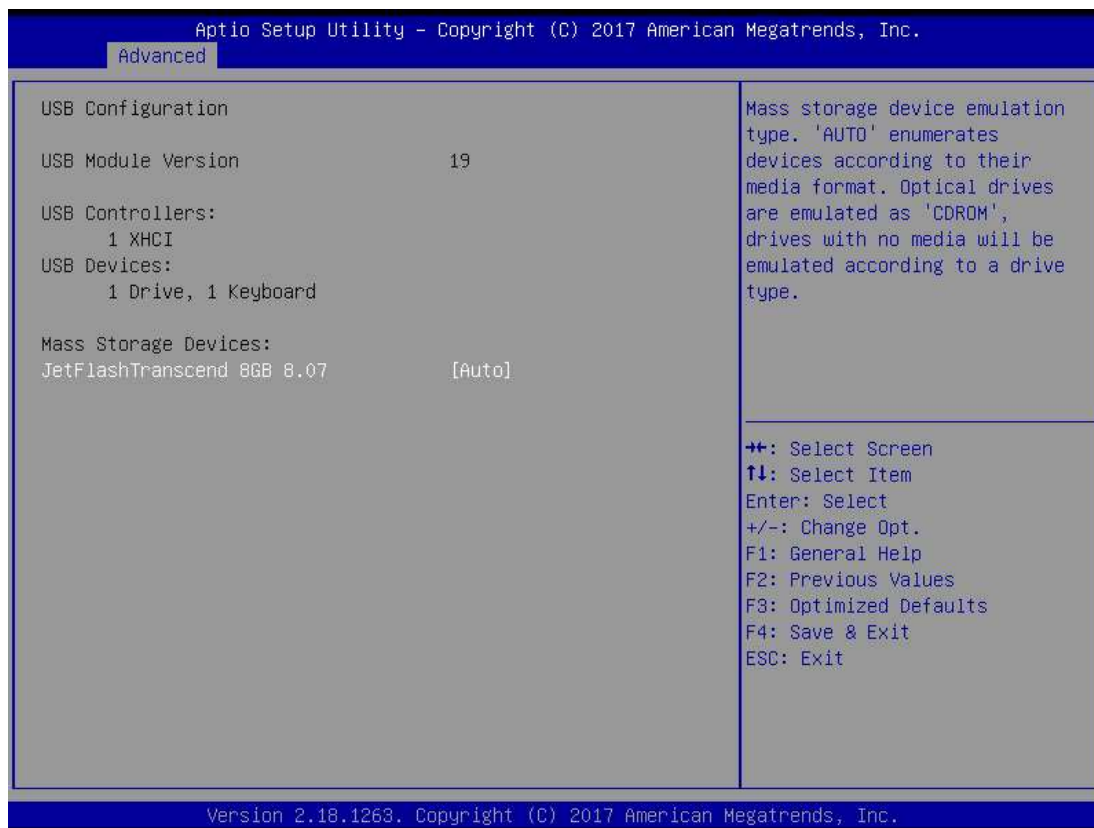 Aptio Setup Utility – Copyright (C) 2017 American Megatrends, Inc.
Advanced
USB Configuration
USB Module Version 19
USB Controllers:
1 XHCI
USB Devices:
1 Drive, 1 Keyboard
Mass Storage Devices:
JetFlashTranscend 8GB 8.07 [Auto]
Mass storage device emulation
type. 'AUTO' enumerates
devices according to their
media format. Optical drives
are emulated as 'CDROM',
drives with no media will be
emulated according to a drive
type.
→←: Select Screen
↑↓: Select Item
Enter: Select
+/-: Change Opt.
F1: General Help
F2: Previous Values
F3: Optimized Defaults
F4: Save & Exit
ESC: Exit
Version 2.18.1263. Copyright (C) 2017 American Megatrends, Inc.